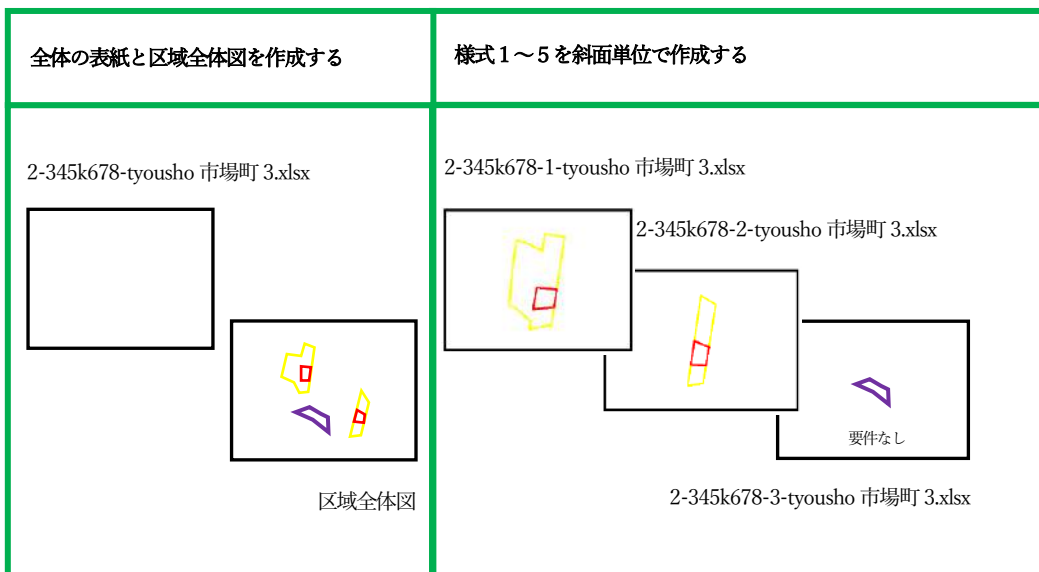 全体の表紙と区域全体図を作成する
様式1～5を斜面単位で作成する
2-345k678-tyousho 市場町 3.xlsx
区域全体図
2-345k678-1-tyousho 市場町 3.xlsx
2-345k678-2-tyousho 市場町 3.xlsx
要件なし
2-345k678-3-tyousho 市場町 3.xlsx